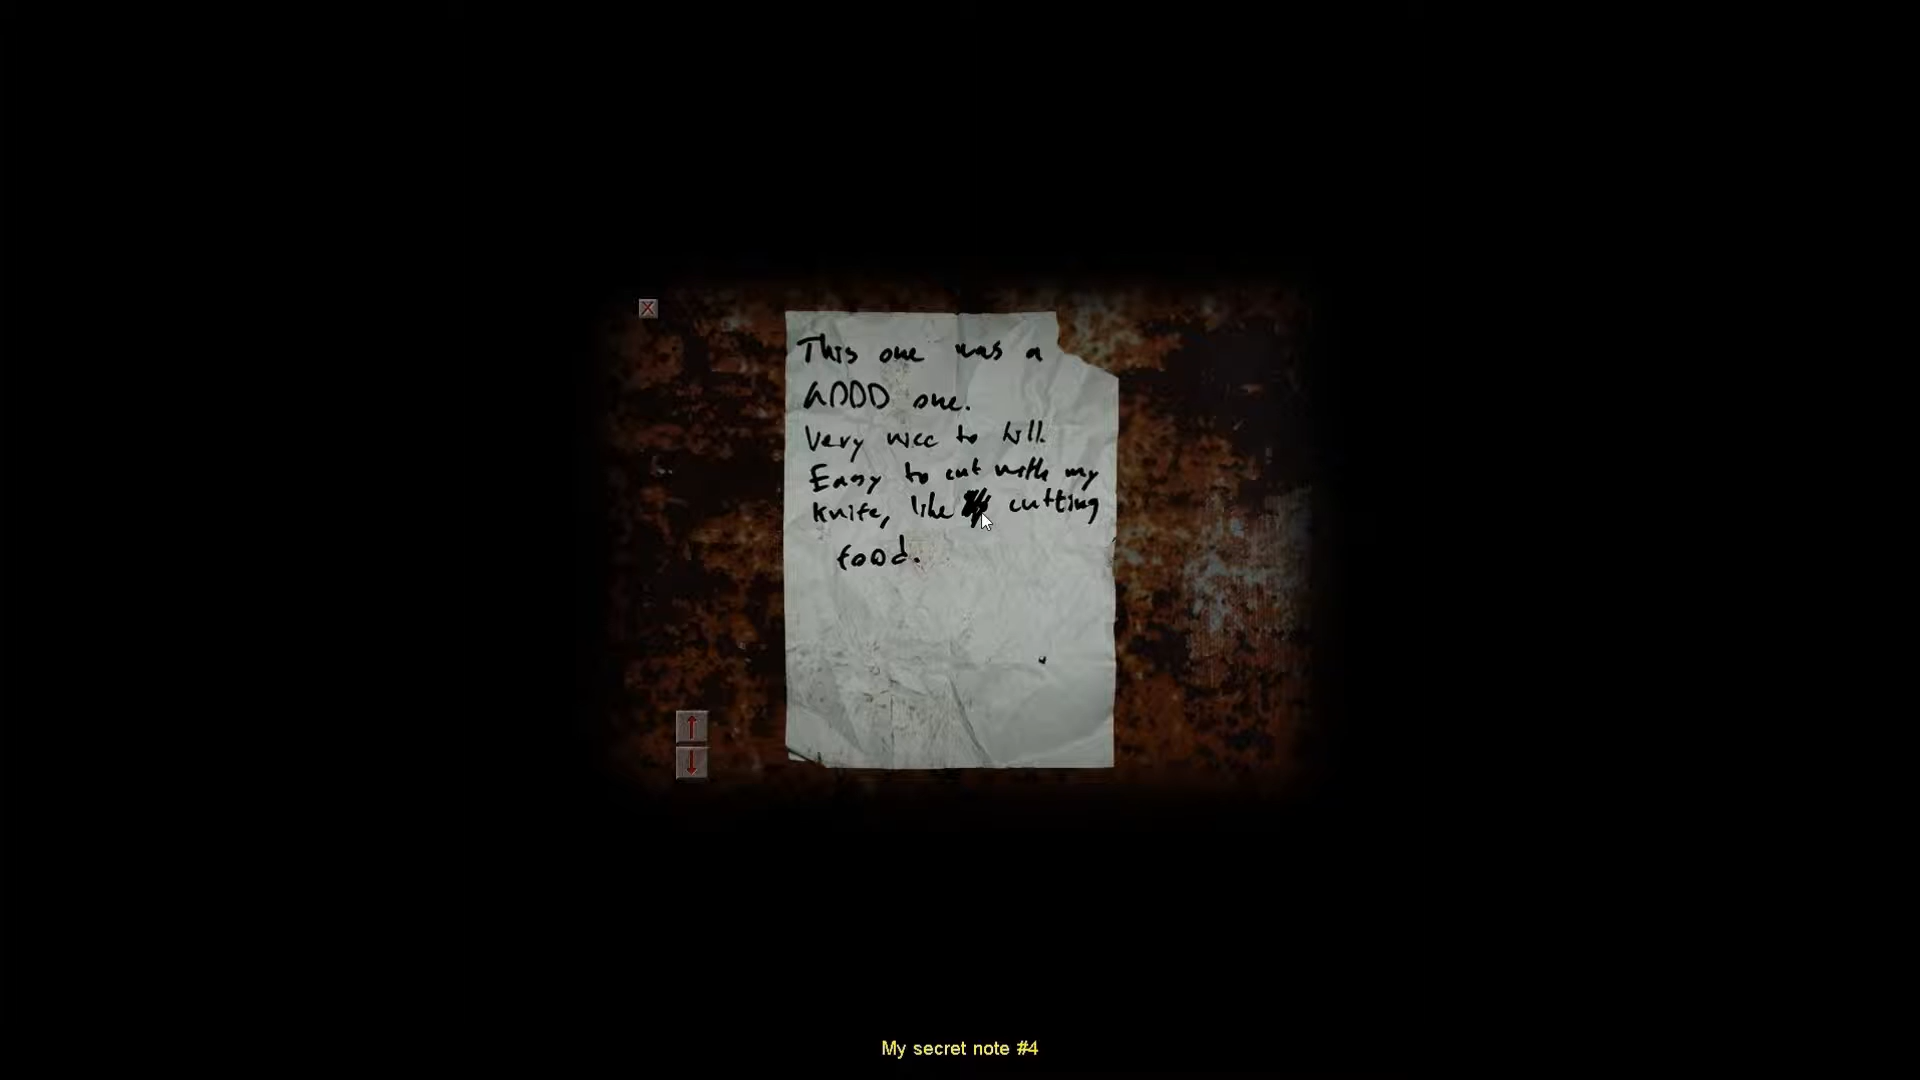 This one was a
GOOD one.
Very nice to kill.
Easy to cut with my
knife, like cutting
food.
My secret note #4